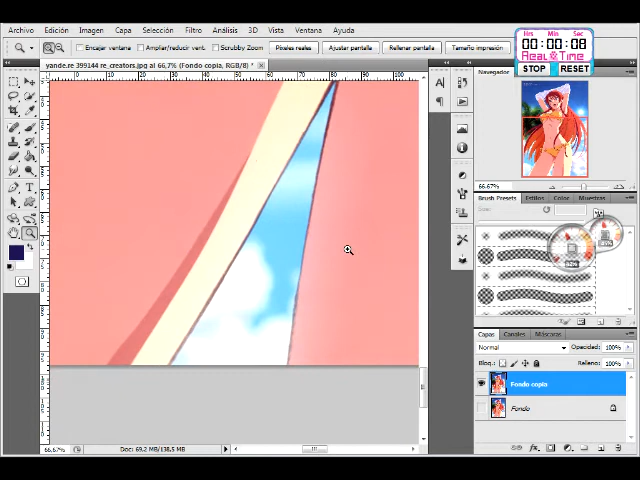 Archivo Edición Imagen Capa Selección Filtro Análisis 3D Vista Ventana Ayuda
Hrs Min Sec
00:00:08
Real & Time
STOP RESET
Encajar ventana Ampliar/reducir vent. Scrubby Zoom Píxeles reales Ajustar pantalla Rellenar pantalla Tamaño impresión
yande.re 399144 re_creators.jpg al 66,7% (Fondo copia, RGB/8) *
Navegador
66.67%
Brush Presets Estilos Color Muestras
Capas Canales Máscaras
Normal Opacidad: 100%
Bloq.: Relleno: 100%
Fondo copia
Fondo
66,67% Doc: 69,2 MB/138,5 MB